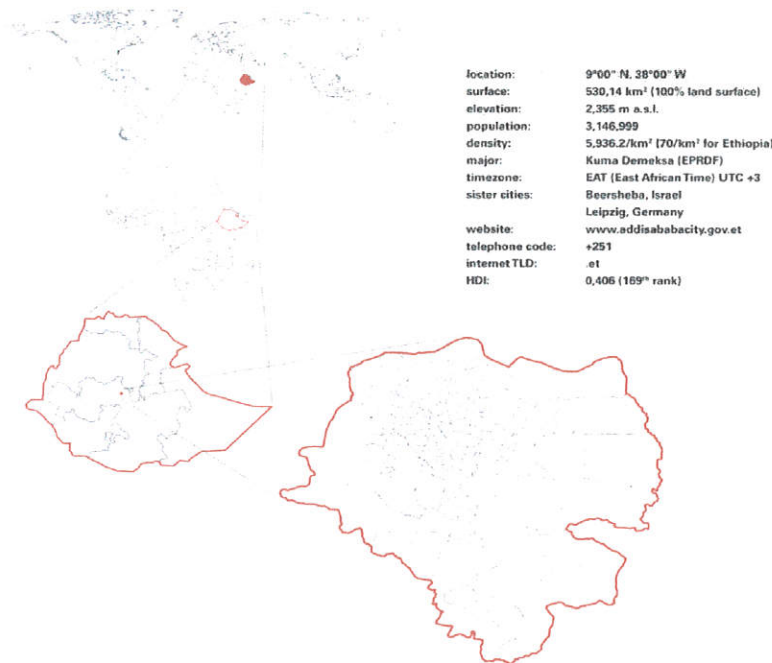 location: 9°00" N, 38°00" W
surface: 530,14 km² (100% land surface)
elevation: 2,355 m a.s.l.
population: 3,146,999
density: 5,936.2/km² (70/km² for Ethiopia)
major: Kuma Demeksa (EPRDF)
timezone: EAT (East African Time) UTC +3
sister cities: Beersheba, Israel
Leipzig, Germany
website: www.addisababacity.gov.et
telephone code: +251
internet TLD: .et
HDI: 0,406 (169th rank)